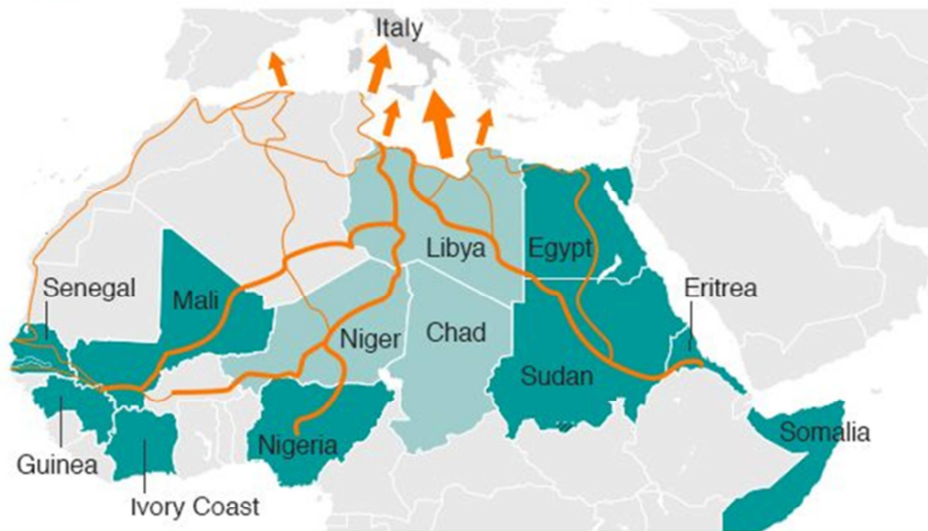 Italy
Libya
Egypt
Senegal
Mali
Eritrea
Niger
Chad
Sudan
Nigeria
Somalia
Guinea
Ivory Coast